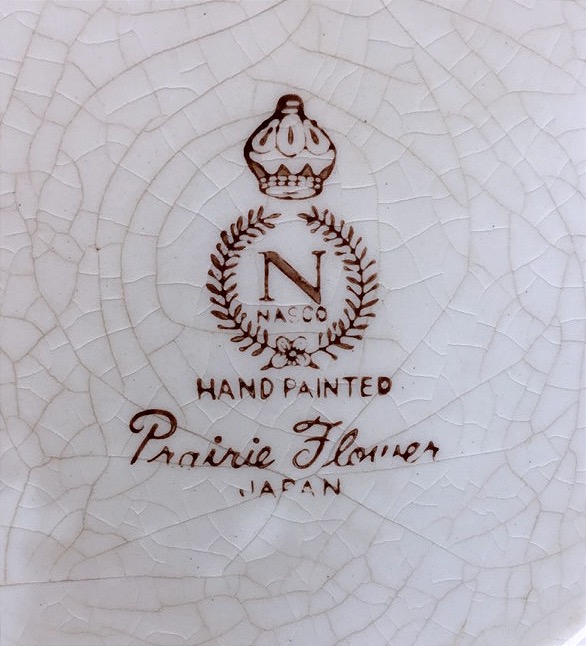 N
NASCO
HAND PAINTED
Prairie Flower
JAPAN